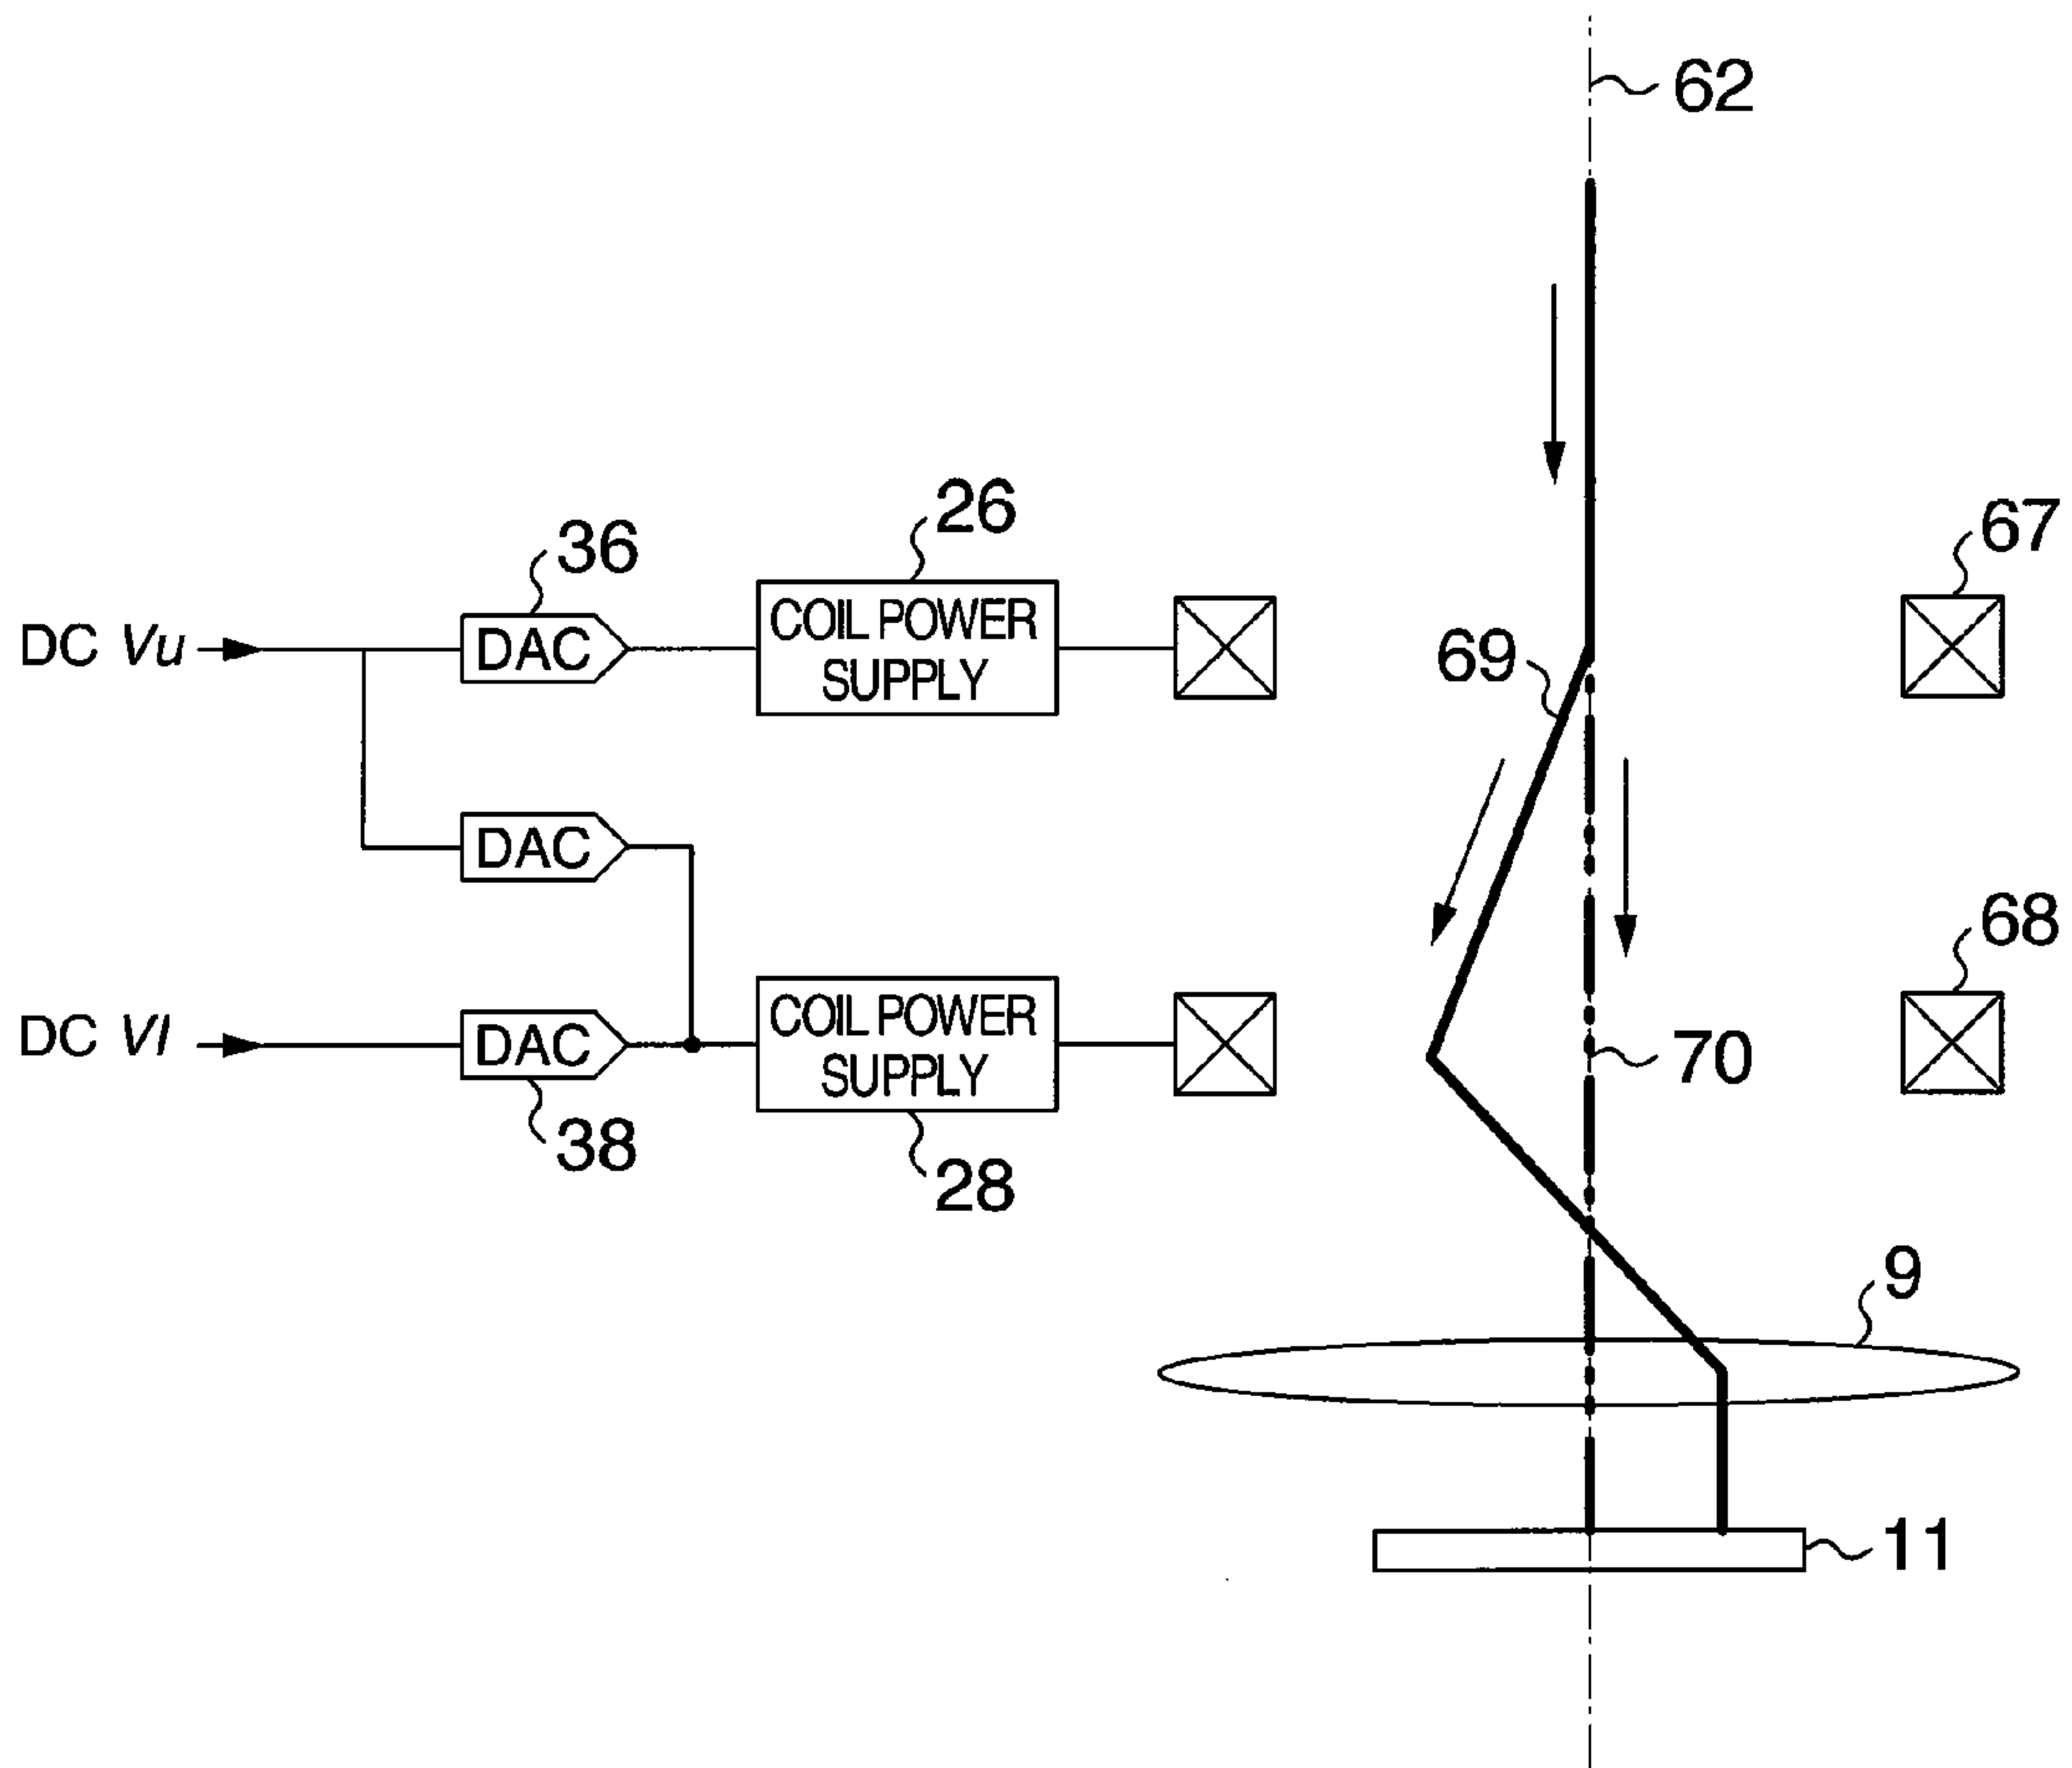 62
26
67
36
DC Vu
DAC
COIL POWER
SUPPLY
69
DAC
68
DC Vl
DAC
COIL POWER
SUPPLY
70
38
28
9
11